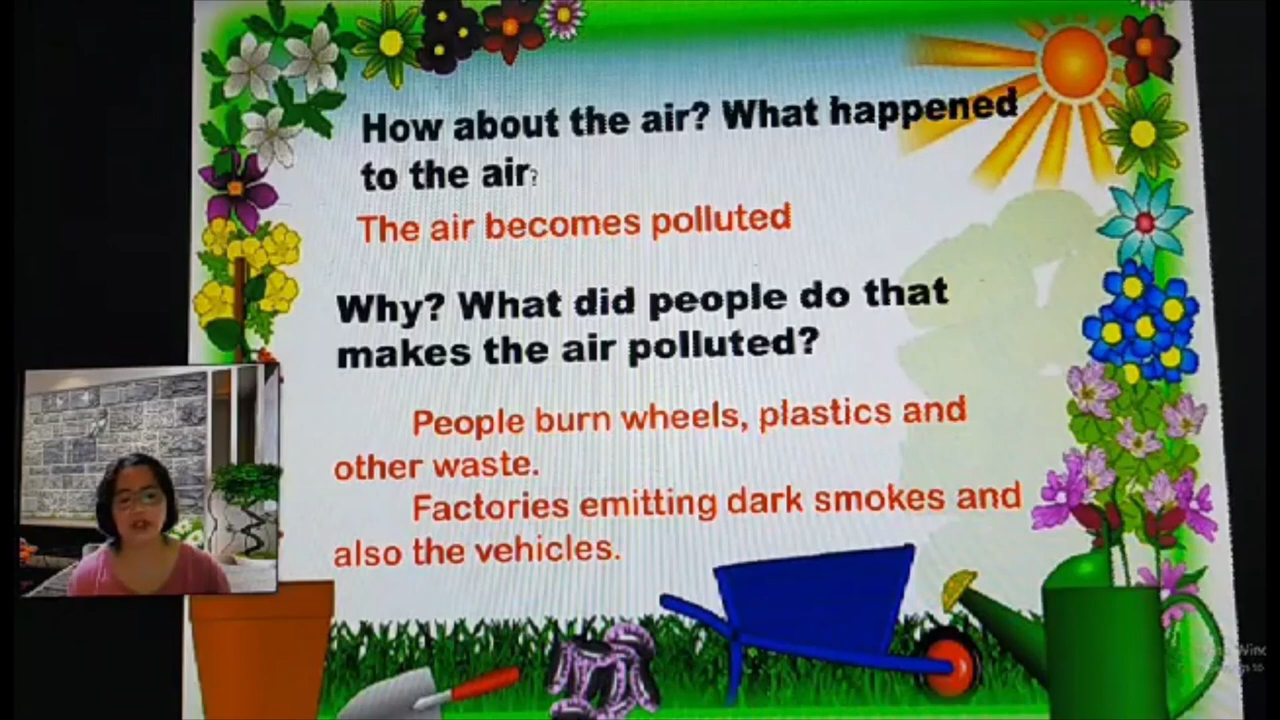 How about the air? What happened
to the air?
The air becomes polluted
Why? What did people do that
makes the air polluted?
People burn wheels, plastics and
other waste.
Factories emitting dark smokes and
also the vehicles.